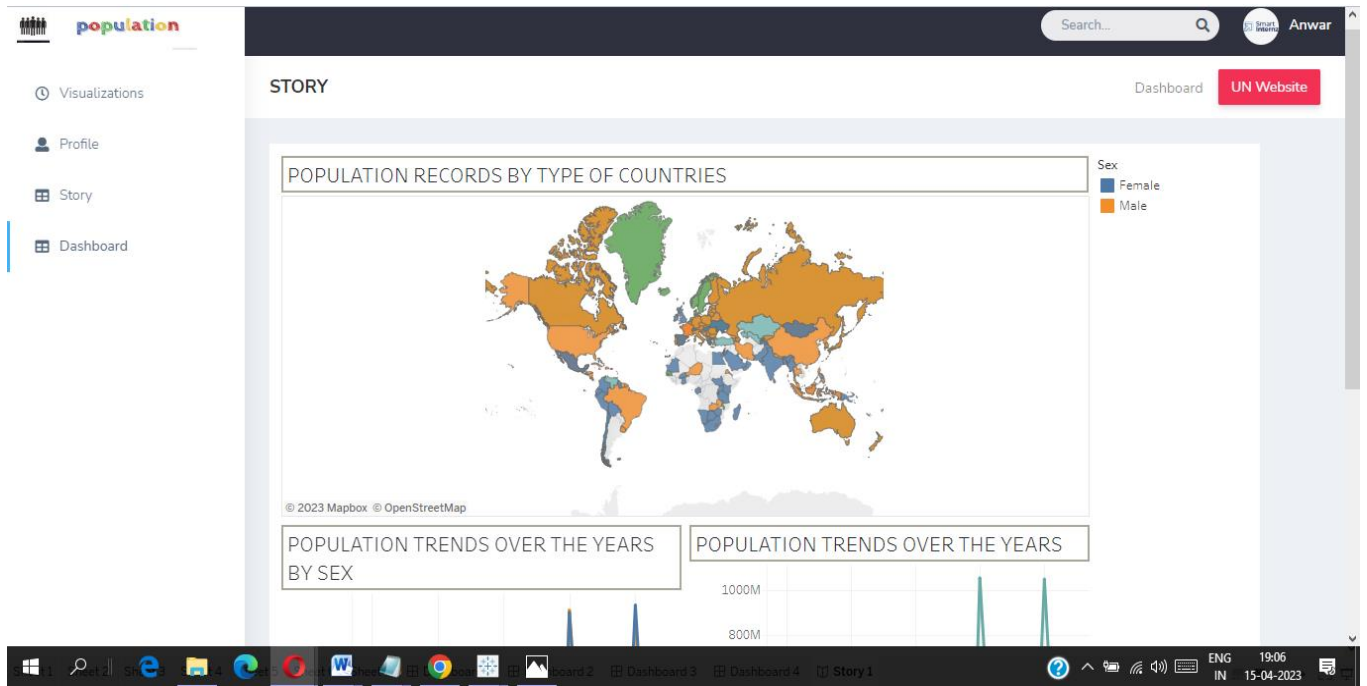 population
Search...
Smart
Internz
Anwar
Visualizations
Profile
Story
Dashboard
STORY
Dashboard
UN Website
POPULATION RECORDS BY TYPE OF COUNTRIES
Sex
Female
Male
© 2023 Mapbox © OpenStreetMap
POPULATION TRENDS OVER THE YEARS
BY SEX
POPULATION TRENDS OVER THE YEARS
1000M
800M
Dashboard 3
Dashboard 4
Story 1
ENG
IN
19:06
15-04-2023